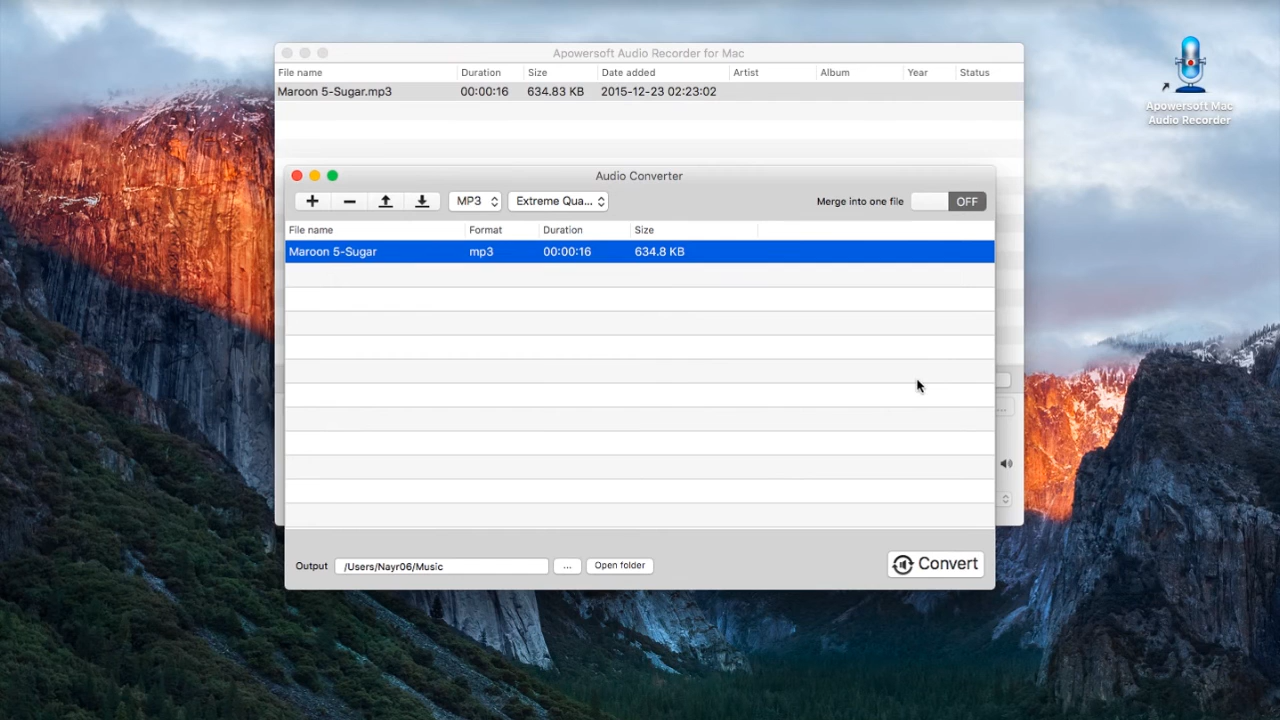 Apowersoft Audio Recorder for Mac
File name Duration Size Date added Artist Album Year Status
Maroon 5-Sugar.mp3 00:00:16 634.83 KB 2015-12-23 02:23:02
Apowersoft Mac
Audio Recorder
Audio Converter
MP3 Extreme Qua... Merge into one file OFF
File name Format Duration Size
Maroon 5-Sugar mp3 00:00:16 634.8 KB
Output /Users/Nayr06/Music ... Open folder Convert